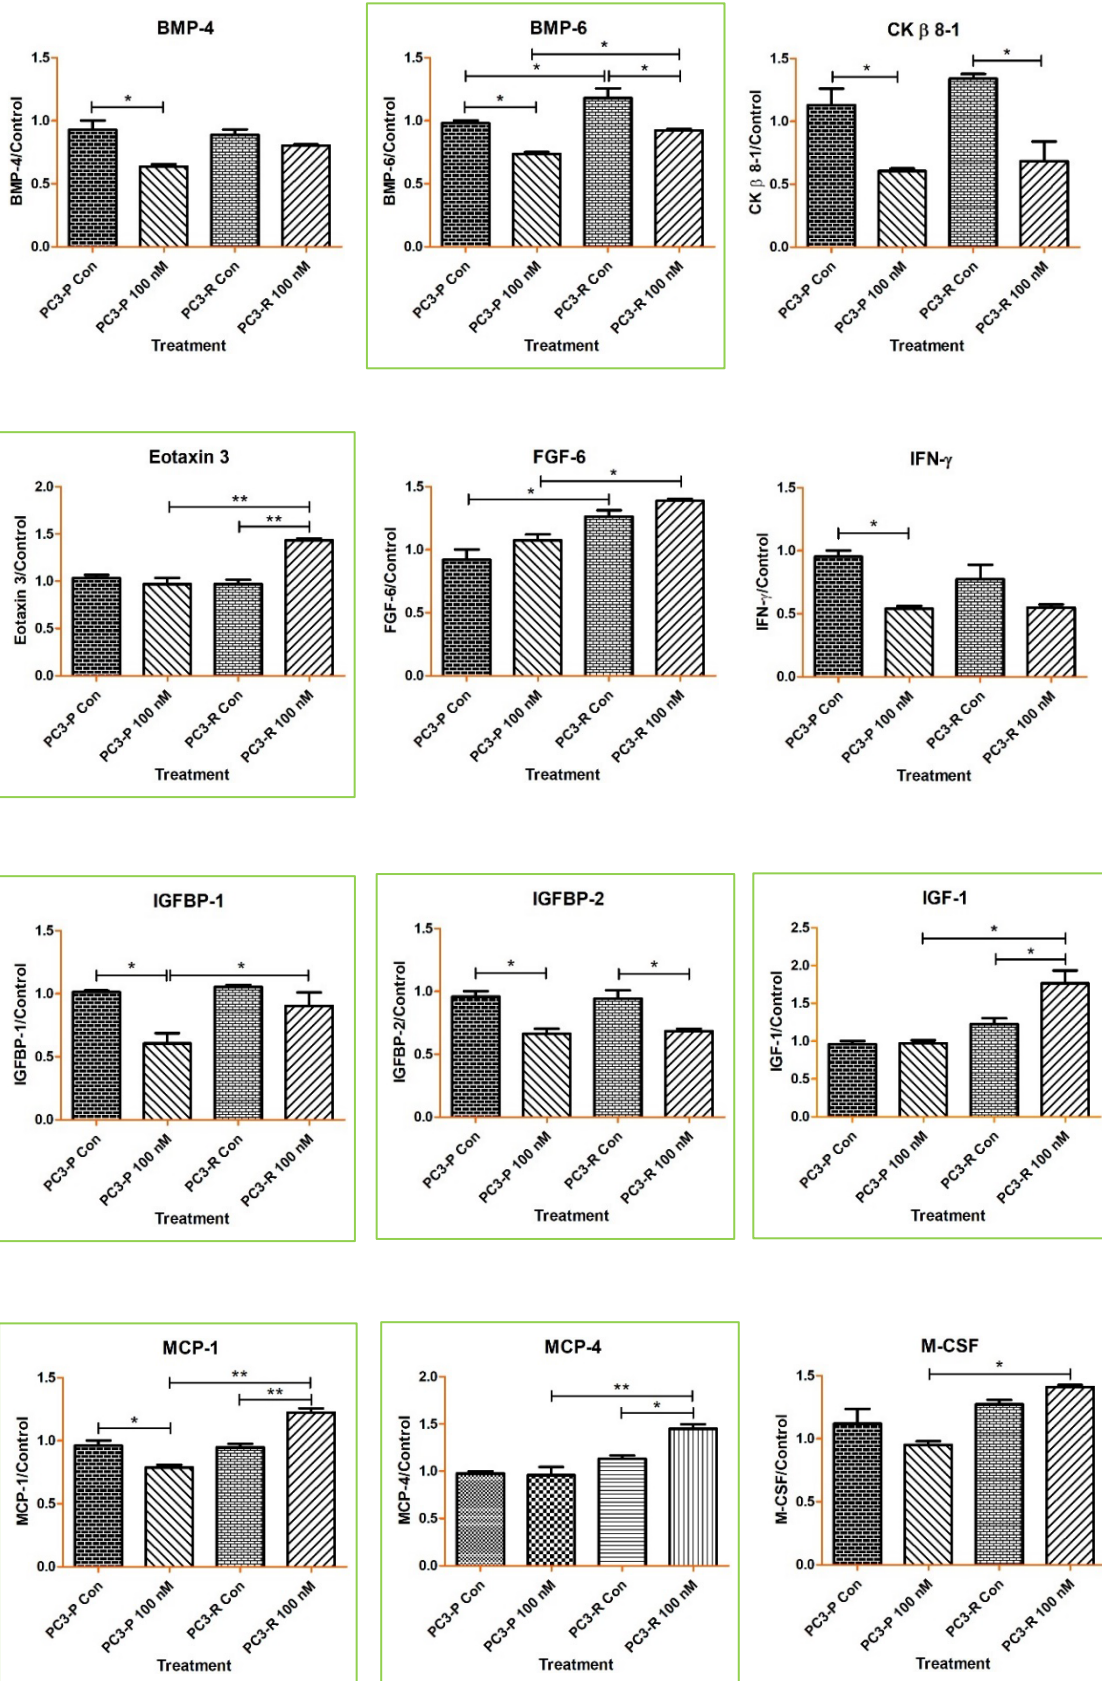 BMP-4
BMP-4/Control
1.5
1.0
0.5
0.0
*
PC3-P Con
PC3-P 100 nM
PC3-R Con
PC3-R 100 nM
Treatment
BMP-6
BMP-6/Control
1.5
1.0
0.5
0.0
*
*
*
*
PC3-P Con
PC3-P 100 nM
PC3-R Con
PC3-R 100 nM
Treatment
CK β 8-1
CK β 8-1/Control
1.5
1.0
0.5
0.0
*
*
PC3-P Con
PC3-P 100 nM
PC3-R Con
PC3-R 100 nM
Treatment
Eotaxin 3
Eotaxin 3/Control
2.0
1.5
1.0
0.5
0.0
**
**
PC3-P Con
PC3-P 100 nM
PC3-R Con
PC3-R 100 nM
Treatment
FGF-6
FGF-6/Control
1.5
1.0
0.5
0.0
*
*
PC3-P Con
PC3-P 100 nM
PC3-R Con
PC3-R 100 nM
Treatment
IFN-γ
IFN-γ/Control
1.5
1.0
0.5
0.0
*
PC3-P Con
PC3-P 100 nM
PC3-R Con
PC3-R 100 nM
Treatment
IGFBP-1
IGFBP-1/Control
1.5
1.0
0.5
0.0
*
*
PC3-P Con
PC3-P 100 nM
PC3-R Con
PC3-R 100 nM
Treatment
IGFBP-2
IGFBP-2/Control
1.5
1.0
0.5
0.0
*
*
PC3-P Con
PC3-P 100 nM
PC3-R Con
PC3-R 100 nM
Treatment
IGF-1
IGF-1/Control
2.5
2.0
1.5
1.0
0.5
0.0
*
*
PC3-P Con
PC3-P 100 nM
PC3-R Con
PC3-R 100 nM
Treatment
MCP-1
MCP-1/Control
1.5
1.0
0.5
0.0
**
**
*
PC3-P Con
PC3-P 100 nM
PC3-R Con
PC3-R 100 nM
Treatment
MCP-4
MCP-4/Control
2.0
1.5
1.0
0.5
0.0
**
*
PC3-P Con
PC3-P 100 nM
PC3-R Con
PC3-R 100 nM
Treatment
M-CSF
M-CSF/Control
1.5
1.0
0.5
0.0
*
PC3-P Con
PC3-P 100 nM
PC3-R Con
PC3-R 100 nM
Treatment